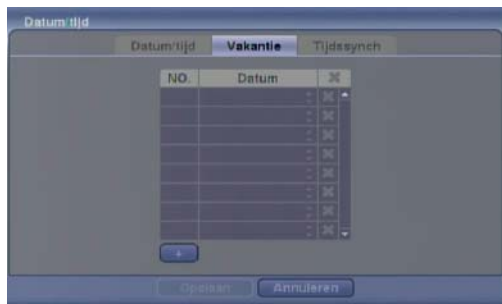 Datum/tijd
Datum/tijd Vakantie Tijdssynch
NO. Datum
+
Opslaan Annuleren